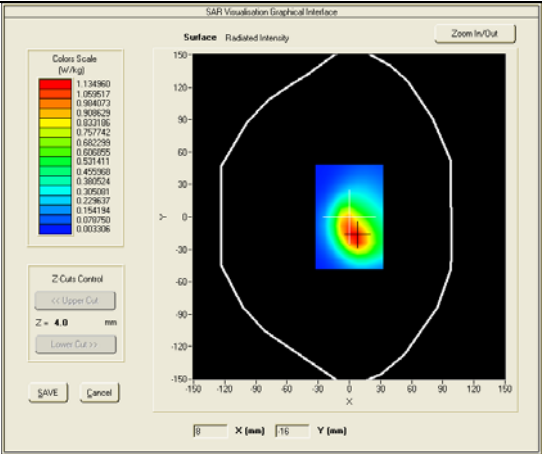 SAR Visualisation Graphical Interface
Surface Radiated Intensity
Zoom In/Out
Colors Scale
(W/kg)
1.134960
1.059517
0.984073
0.908629
0.833186
0.757742
0.682299
0.606855
0.531411
0.455968
0.380524
0.305081
0.229637
0.154194
0.078750
0.003306
Z-Cuts Control
<< Upper Cut
Z = 4.0 mm
Lower Cut >>
SAVE
Cancel
150
120
90
60
30
0
-30
-60
-90
-120
-150
Y
-150 -120 -90 -60 -30 0 30 60 90 120 150
X
8 X (mm) -16 Y (mm)